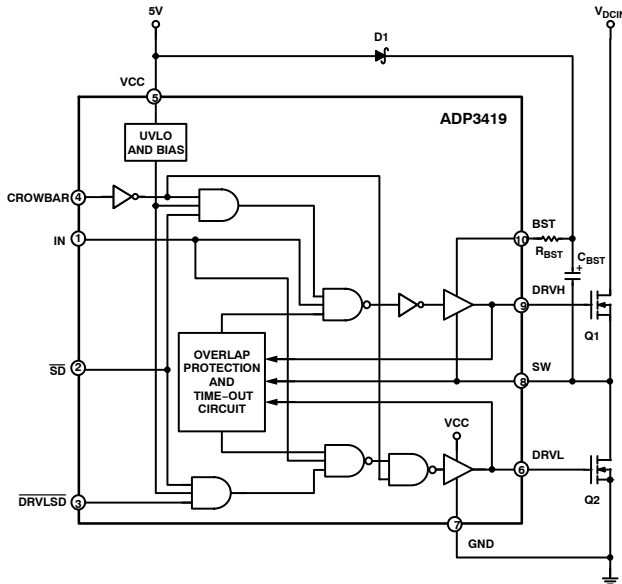 5V
D1
VDCIN
VCC
5
ADP3419
UVLO
AND BIAS
CROWBAR
4
IN
1
BST
10
RBST
CBST
+
DRVH
9
Q1
OVERLAP
PROTECTION
AND
TIME−OUT
CIRCUIT
SD
2
SW
8
VCC
DRVL
6
Q2
DRVLSD
3
7
GND